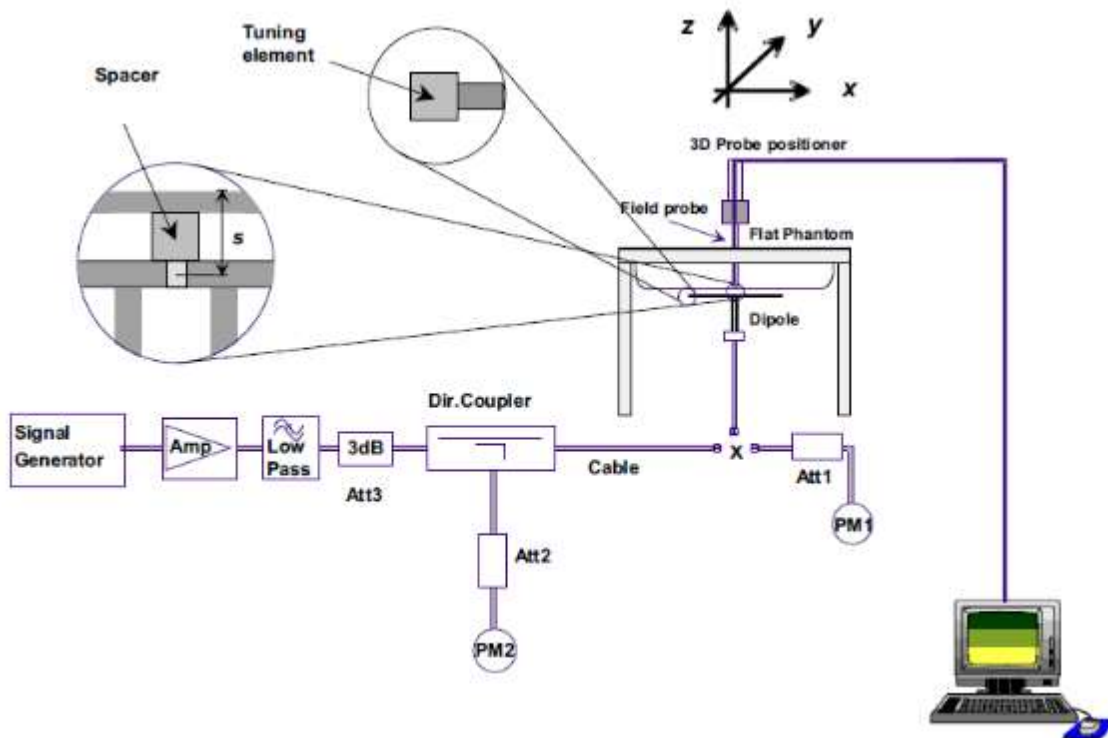 Tuning
element
Spacer
z
y
x
3D Probe positioner
Field probe
Flat Phantom
s
Dipole
Dir.Coupler
Signal
Generator
Amp
Low
Pass
3dB
Att3
Cable
X
Att1
PM1
Att2
PM2